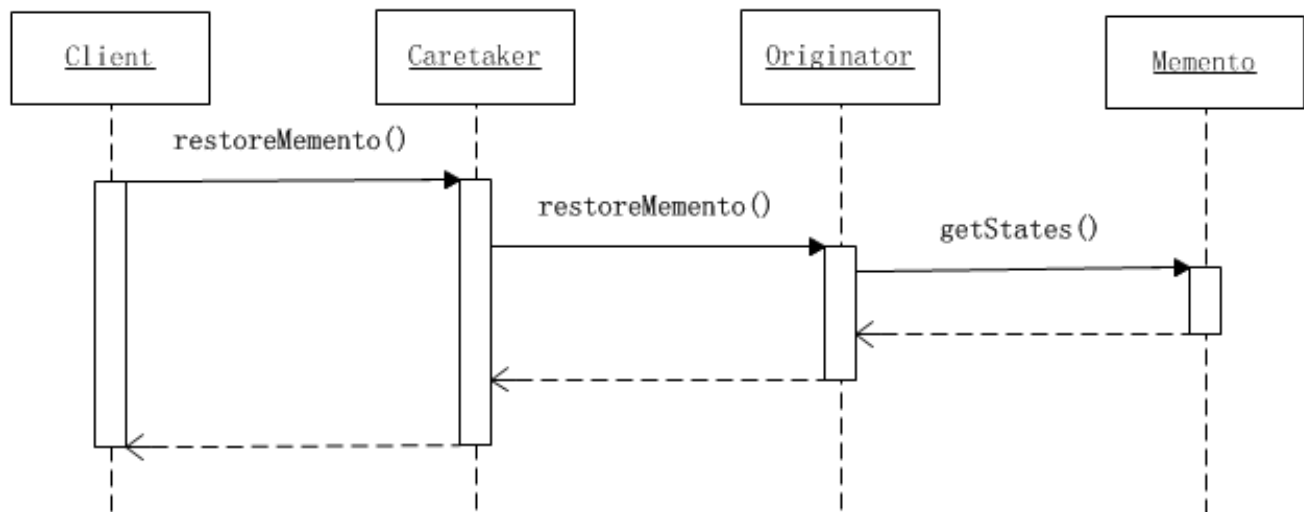 Client
Caretaker
Originator
Memento
restoreMemento()
restoreMemento()
getStates()